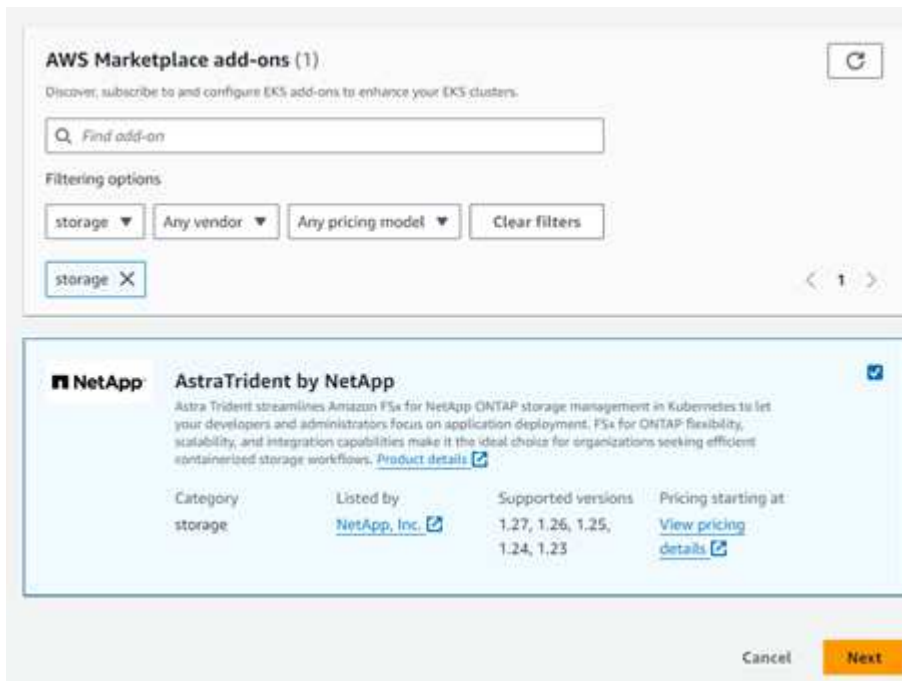 AWS Marketplace add-ons (1)
Discover, subscribe to and configure EKS add-ons to enhance your EKS clusters.
Find add-on
Filtering options
storage Any vendor Any pricing model Clear filters
storage
1
NetApp
AstraTrident by NetApp
Astra Trident streamlines Amazon FSx for NetApp ONTAP storage management in Kubernetes to let
your developers and administrators focus on application deployment. FSx for ONTAP flexibility,
scalability, and integration capabilities make it the ideal choice for organizations seeking efficient
containerized storage workflows. Product details
Category Listed by Supported versions Pricing starting at
storage NetApp, Inc. 1.27, 1.26, 1.25, View pricing
1.24, 1.23 details
Cancel Next